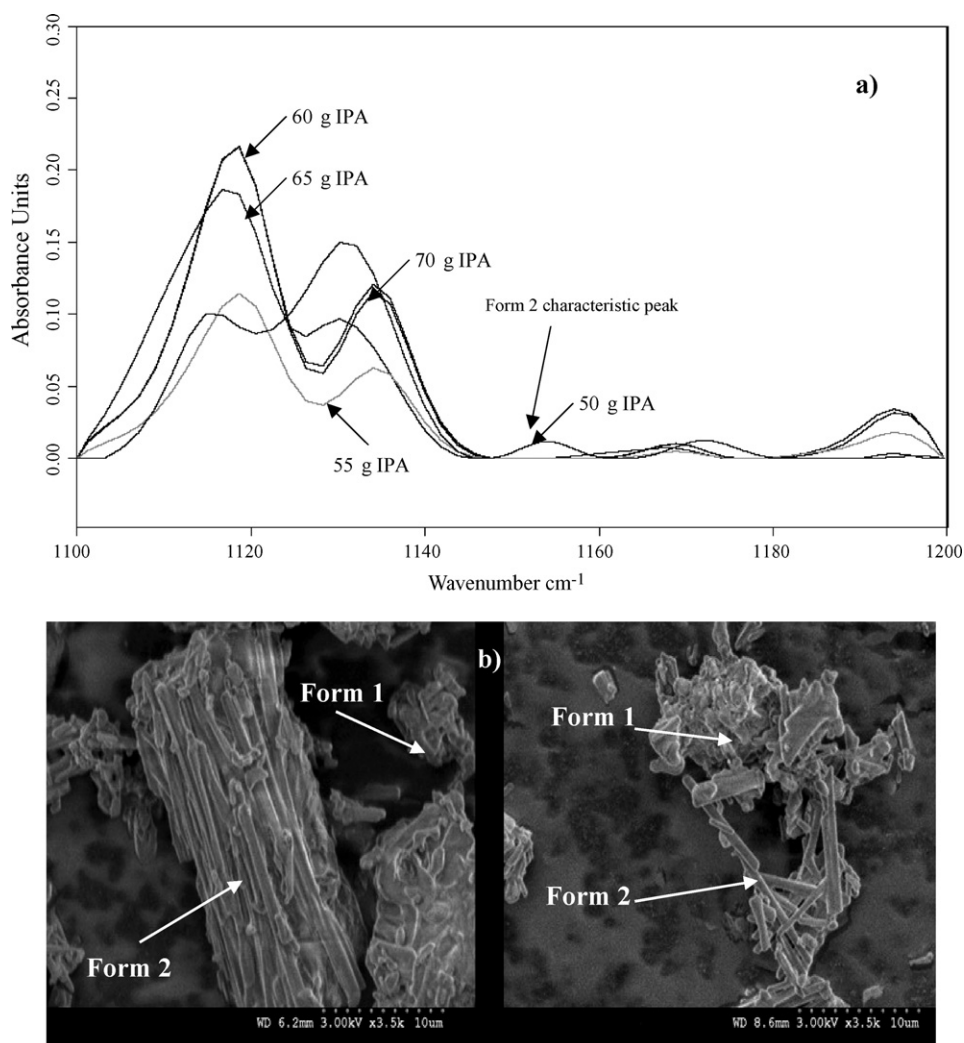 a)
0.30
0.25
0.20
0.15
0.10
0.05
0.00
Absorbance Units
60 g IPA
65 g IPA
70 g IPA
Form 2 characteristic peak
50 g IPA
55 g IPA
1100
1120
1140
1160
1180
1200
Wavenumber cm-1
b)
Form 1
Form 2
WD 6.2mm 3.00kV x3.5k 10um
Form 1
Form 2
WD 8.6mm 3.00kV x3.5k 10um